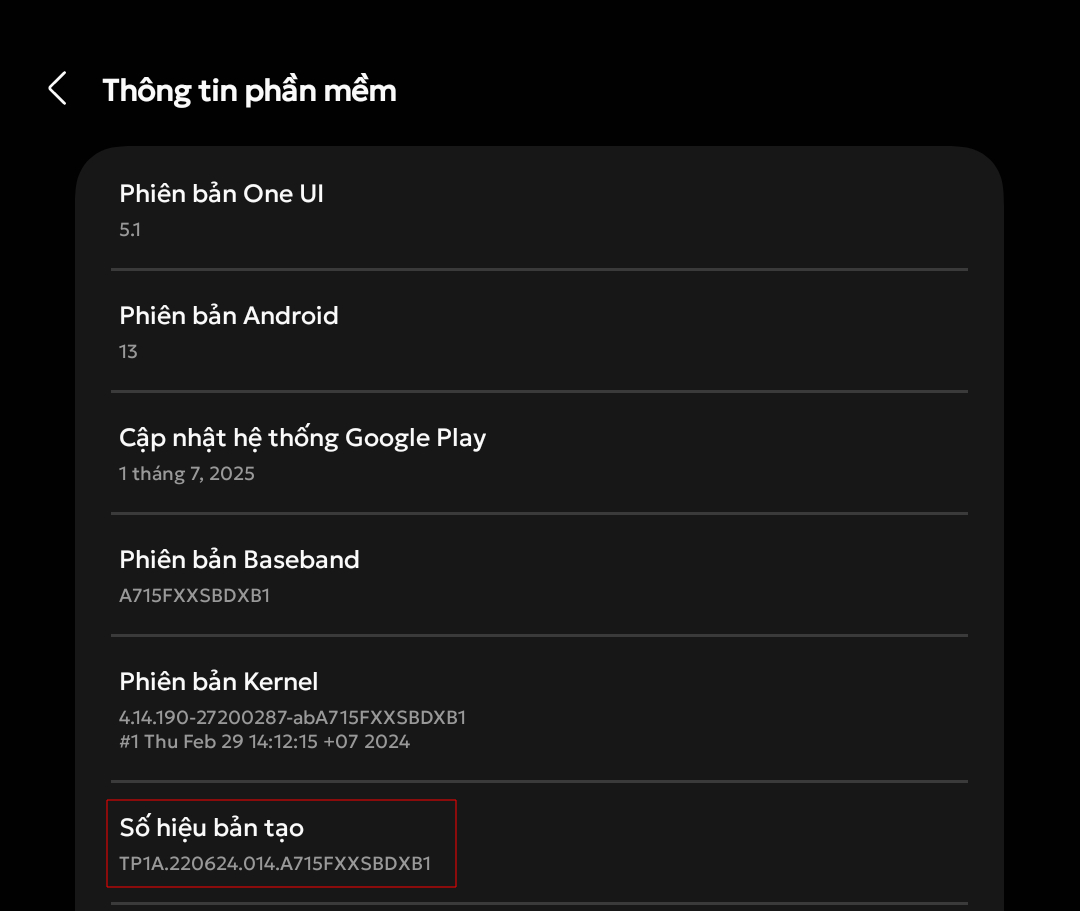 Thông tin phần mềm
Phiên bản One UI
5.1
Phiên bản Android
13
Cập nhật hệ thống Google Play
1 tháng 7, 2025
Phiên bản Baseband
A715FXXSBDXB1
Phiên bản Kernel
4.14.190-27200287-abA715FXXSBDXB1
#1 Thu Feb 29 14:12:15 +07 2024
Số hiệu bản tạo
TP1A.220624.014.A715FXXSBDXB1